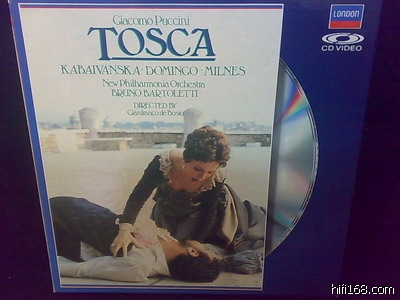 Giacomo Puccini
TOSCA
KABAIVANSKA · DOMINGO · MILNES
New Philharmonia Orchestra
BRUNO BARTOLETTI
DIRECTED BY
Gianfranco de Bosio
LONDON
CD VIDEO
hifi168.com